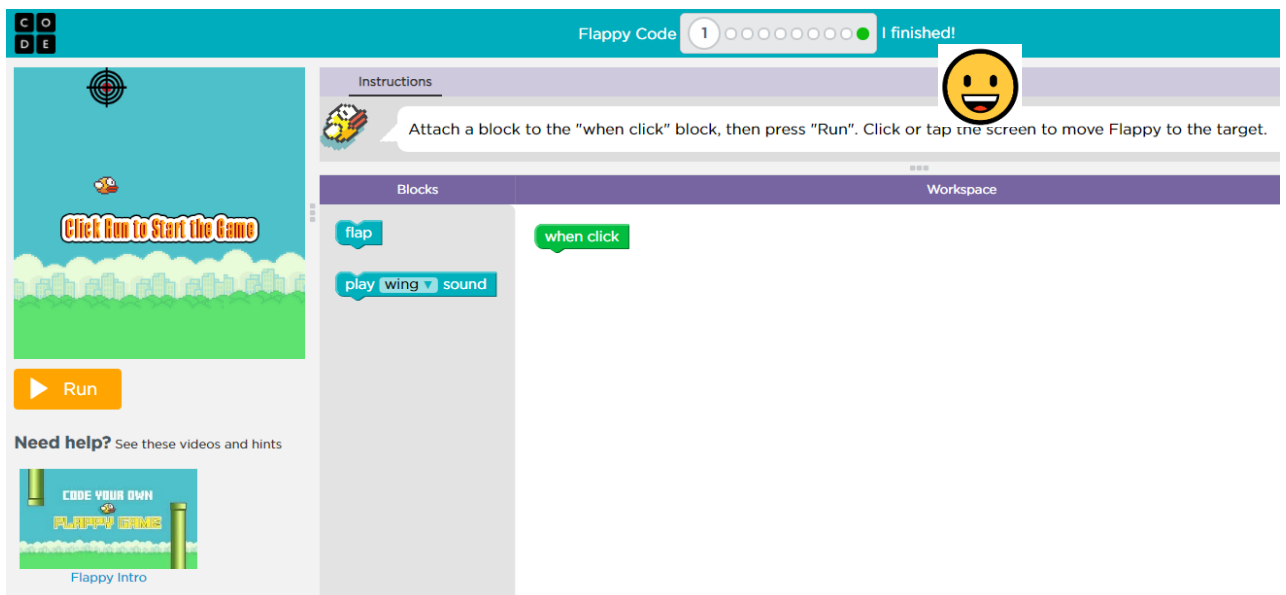 C O
D E
Flappy Code 1 I finished!
Instructions
Attach a block to the "when click" block, then press "Run". Click or tap the screen to move Flappy to the target.
Blocks
Workspace
Click Run to Start the Game
flap
when click
play wing sound
Run
Need help? See these videos and hints
CODE YOUR OWN
FLAPPY GAME
Flappy Intro